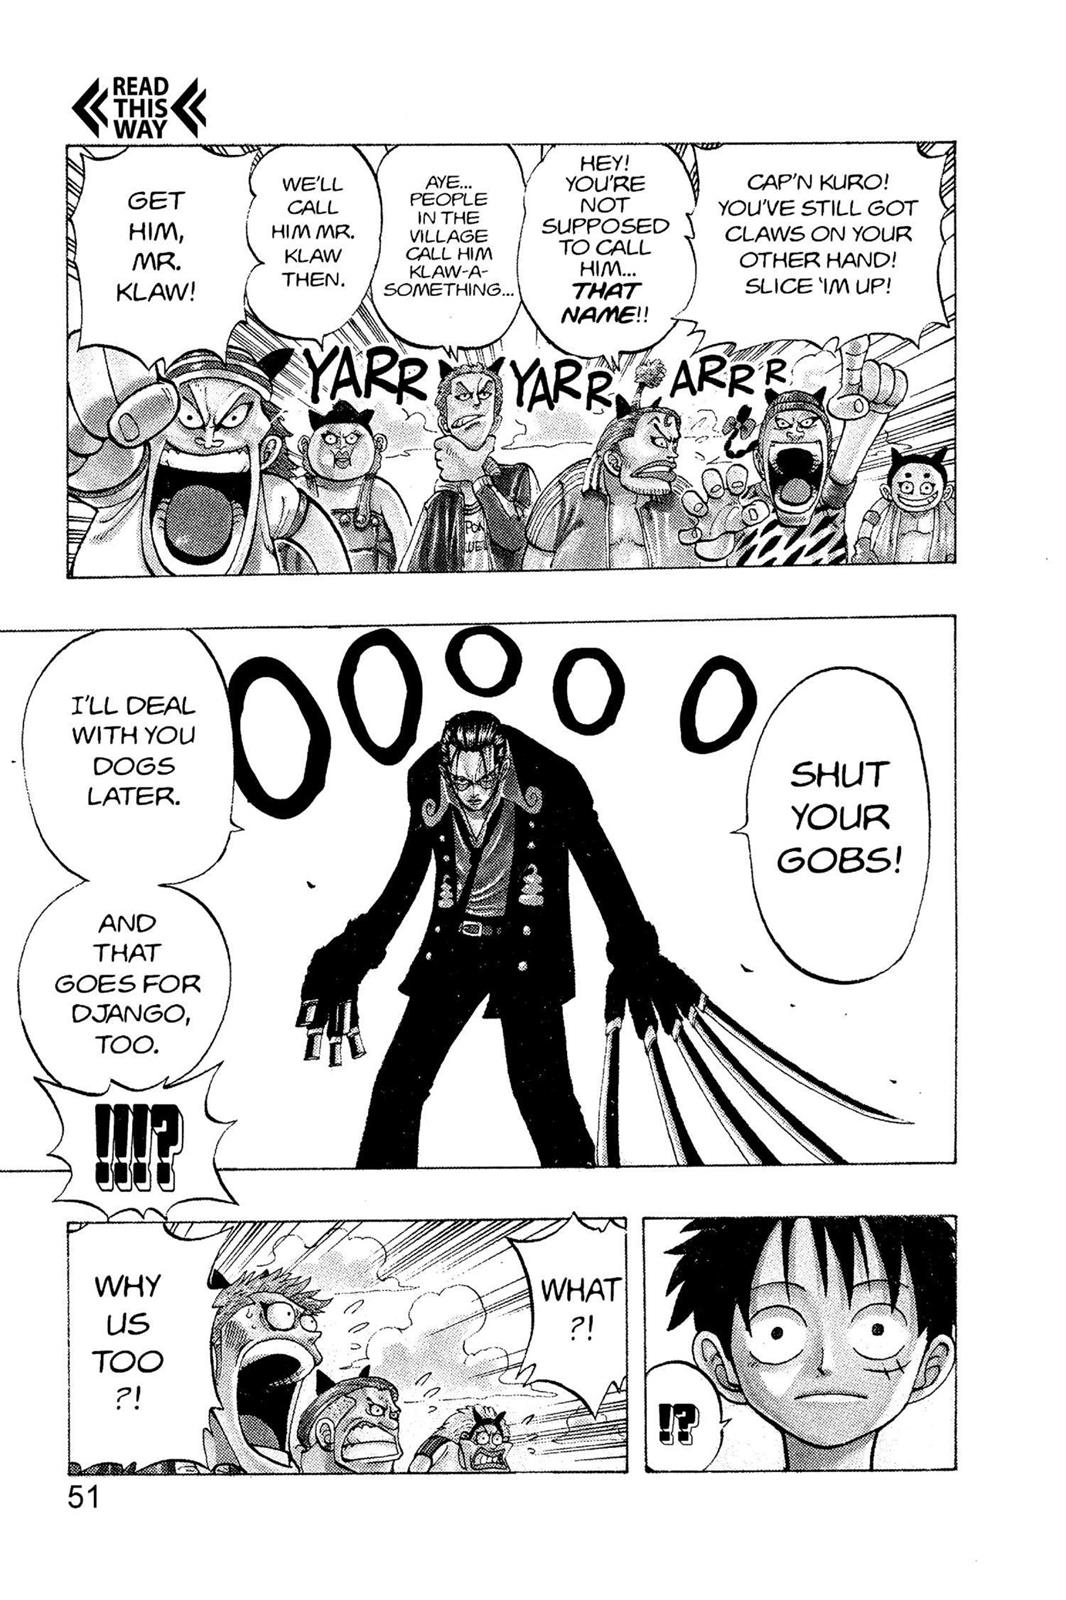 READ
THIS
WAY
CAP'N KURO!
YOU'VE STILL GOT
CLAWS ON YOUR
OTHER HAND!
SLICE 'IM UP!
HEY!
YOU'RE
NOT
SUPPOSED
TO CALL
HIM...
THAT
NAME!!
AYE...
PEOPLE
IN THE
VILLAGE
CALL HIM
KLAW-A-
SOMETHING...
WE'LL
CALL
HIM MR.
KLAW
THEN.
GET
HIM,
MR.
KLAW!
ARRR
YARR
YARR
SHUT
YOUR
GOBS!
OOOOO
I'LL DEAL
WITH YOU
DOGS
LATER.
AND
THAT
GOES FOR
DJANGO,
TOO.
!!!?
!?
WHAT
?!
WHY
US
TOO
?!
51